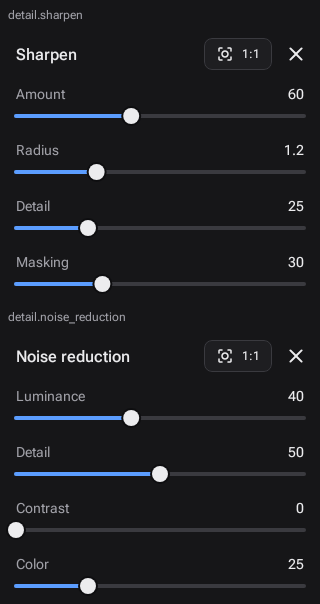 detail.sharpen
Sharpen 1:1
Amount 60
Radius 1.2
Detail 25
Masking 30
detail.noise_reduction
Noise reduction 1:1
Luminance 40
Detail 50
Contrast 0
Color 25